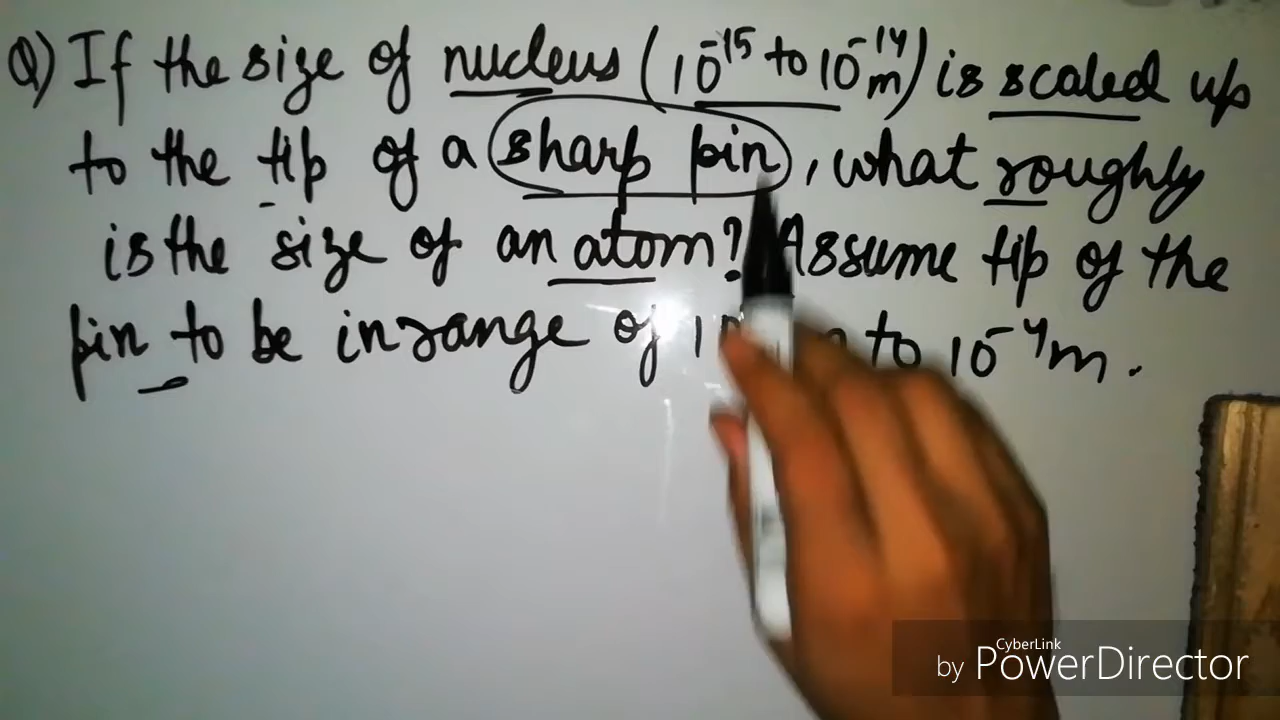 Q) If the size of nucleus (10⁻¹⁵ to 10⁻¹⁴ m) is scaled up
to the tip of a sharp pin, what roughly
is the size of an atom? Assume tip of the
pin to be in range of to 10⁻⁴m.
CyberLink
by PowerDirector